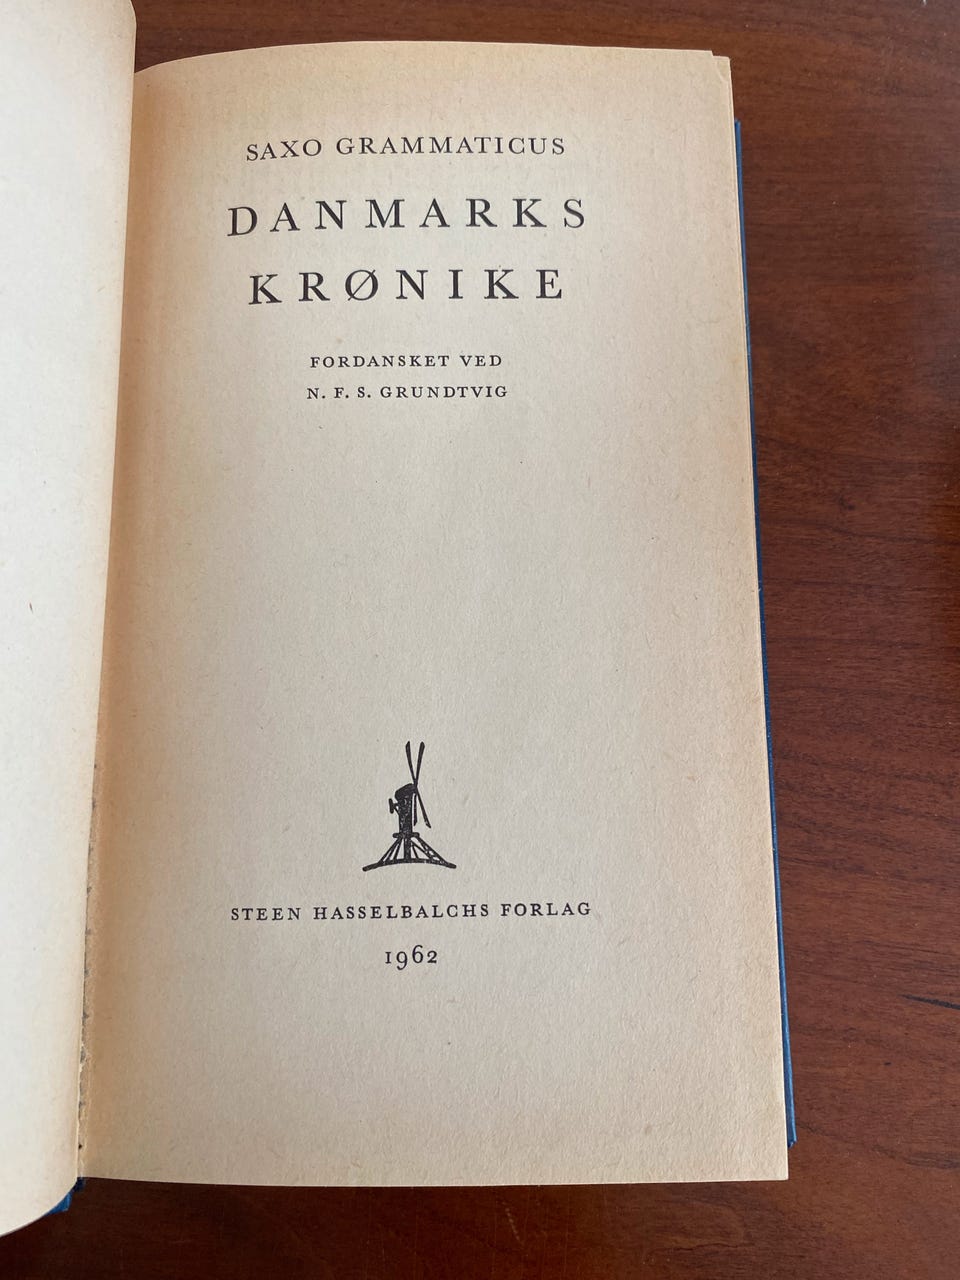 SAXO GRAMMATICUS
DANMARKS
KRØNIKE
FORDANSKET VED
N. F. S. GRUNDTVIG
STEEN HASSELBALCHS FORLAG
1962